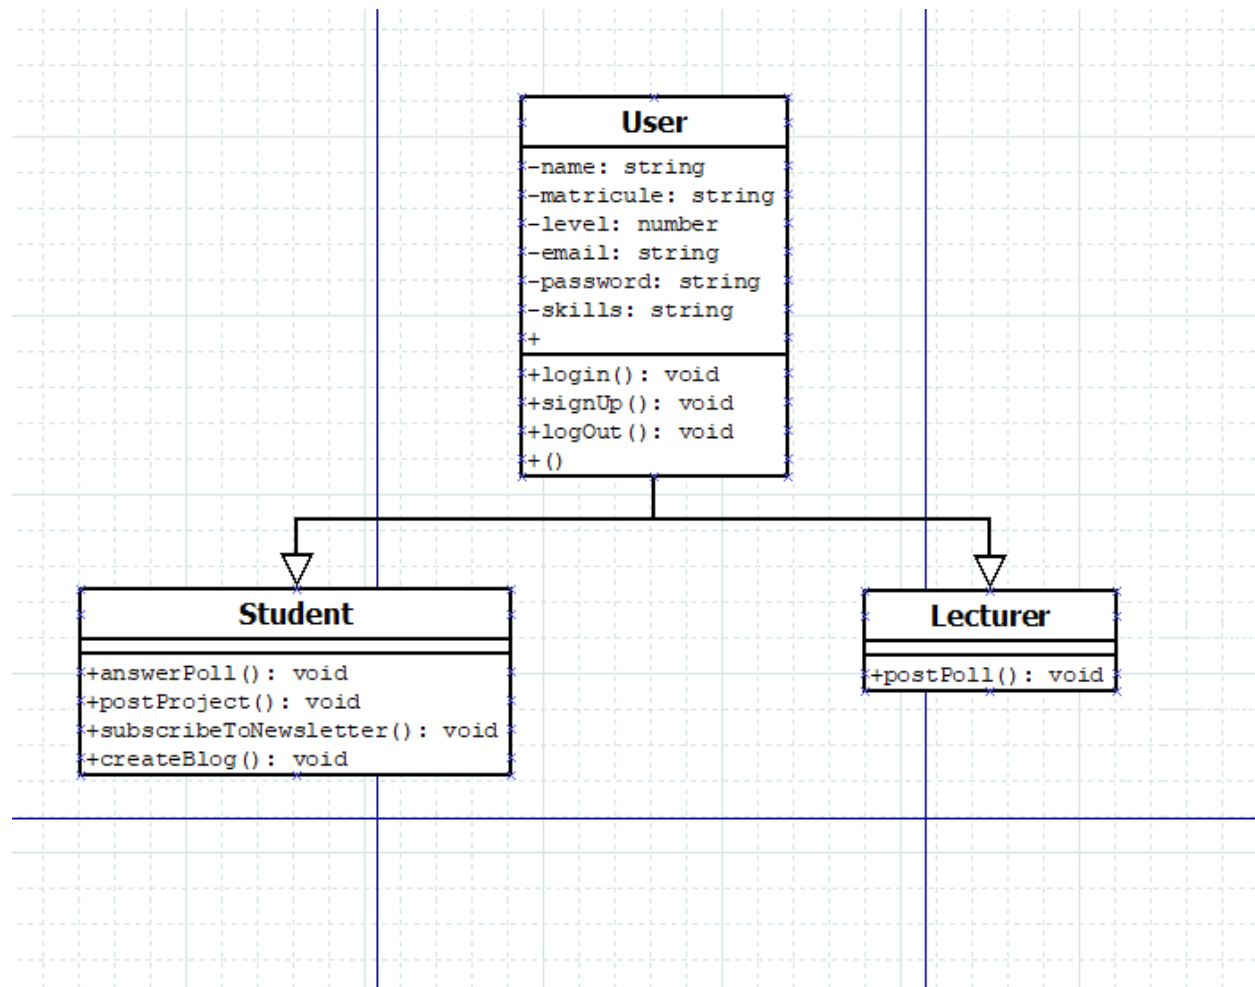 User
-name: string
-matricule: string
-level: number
-email: string
-password: string
-skills: string
+
+login(): void
+signUp(): void
+logOut(): void
+()
Student
+answerPoll(): void
+postProject(): void
+subscribeToNewsletter(): void
+createBlog(): void
Lecturer
+postPoll(): void